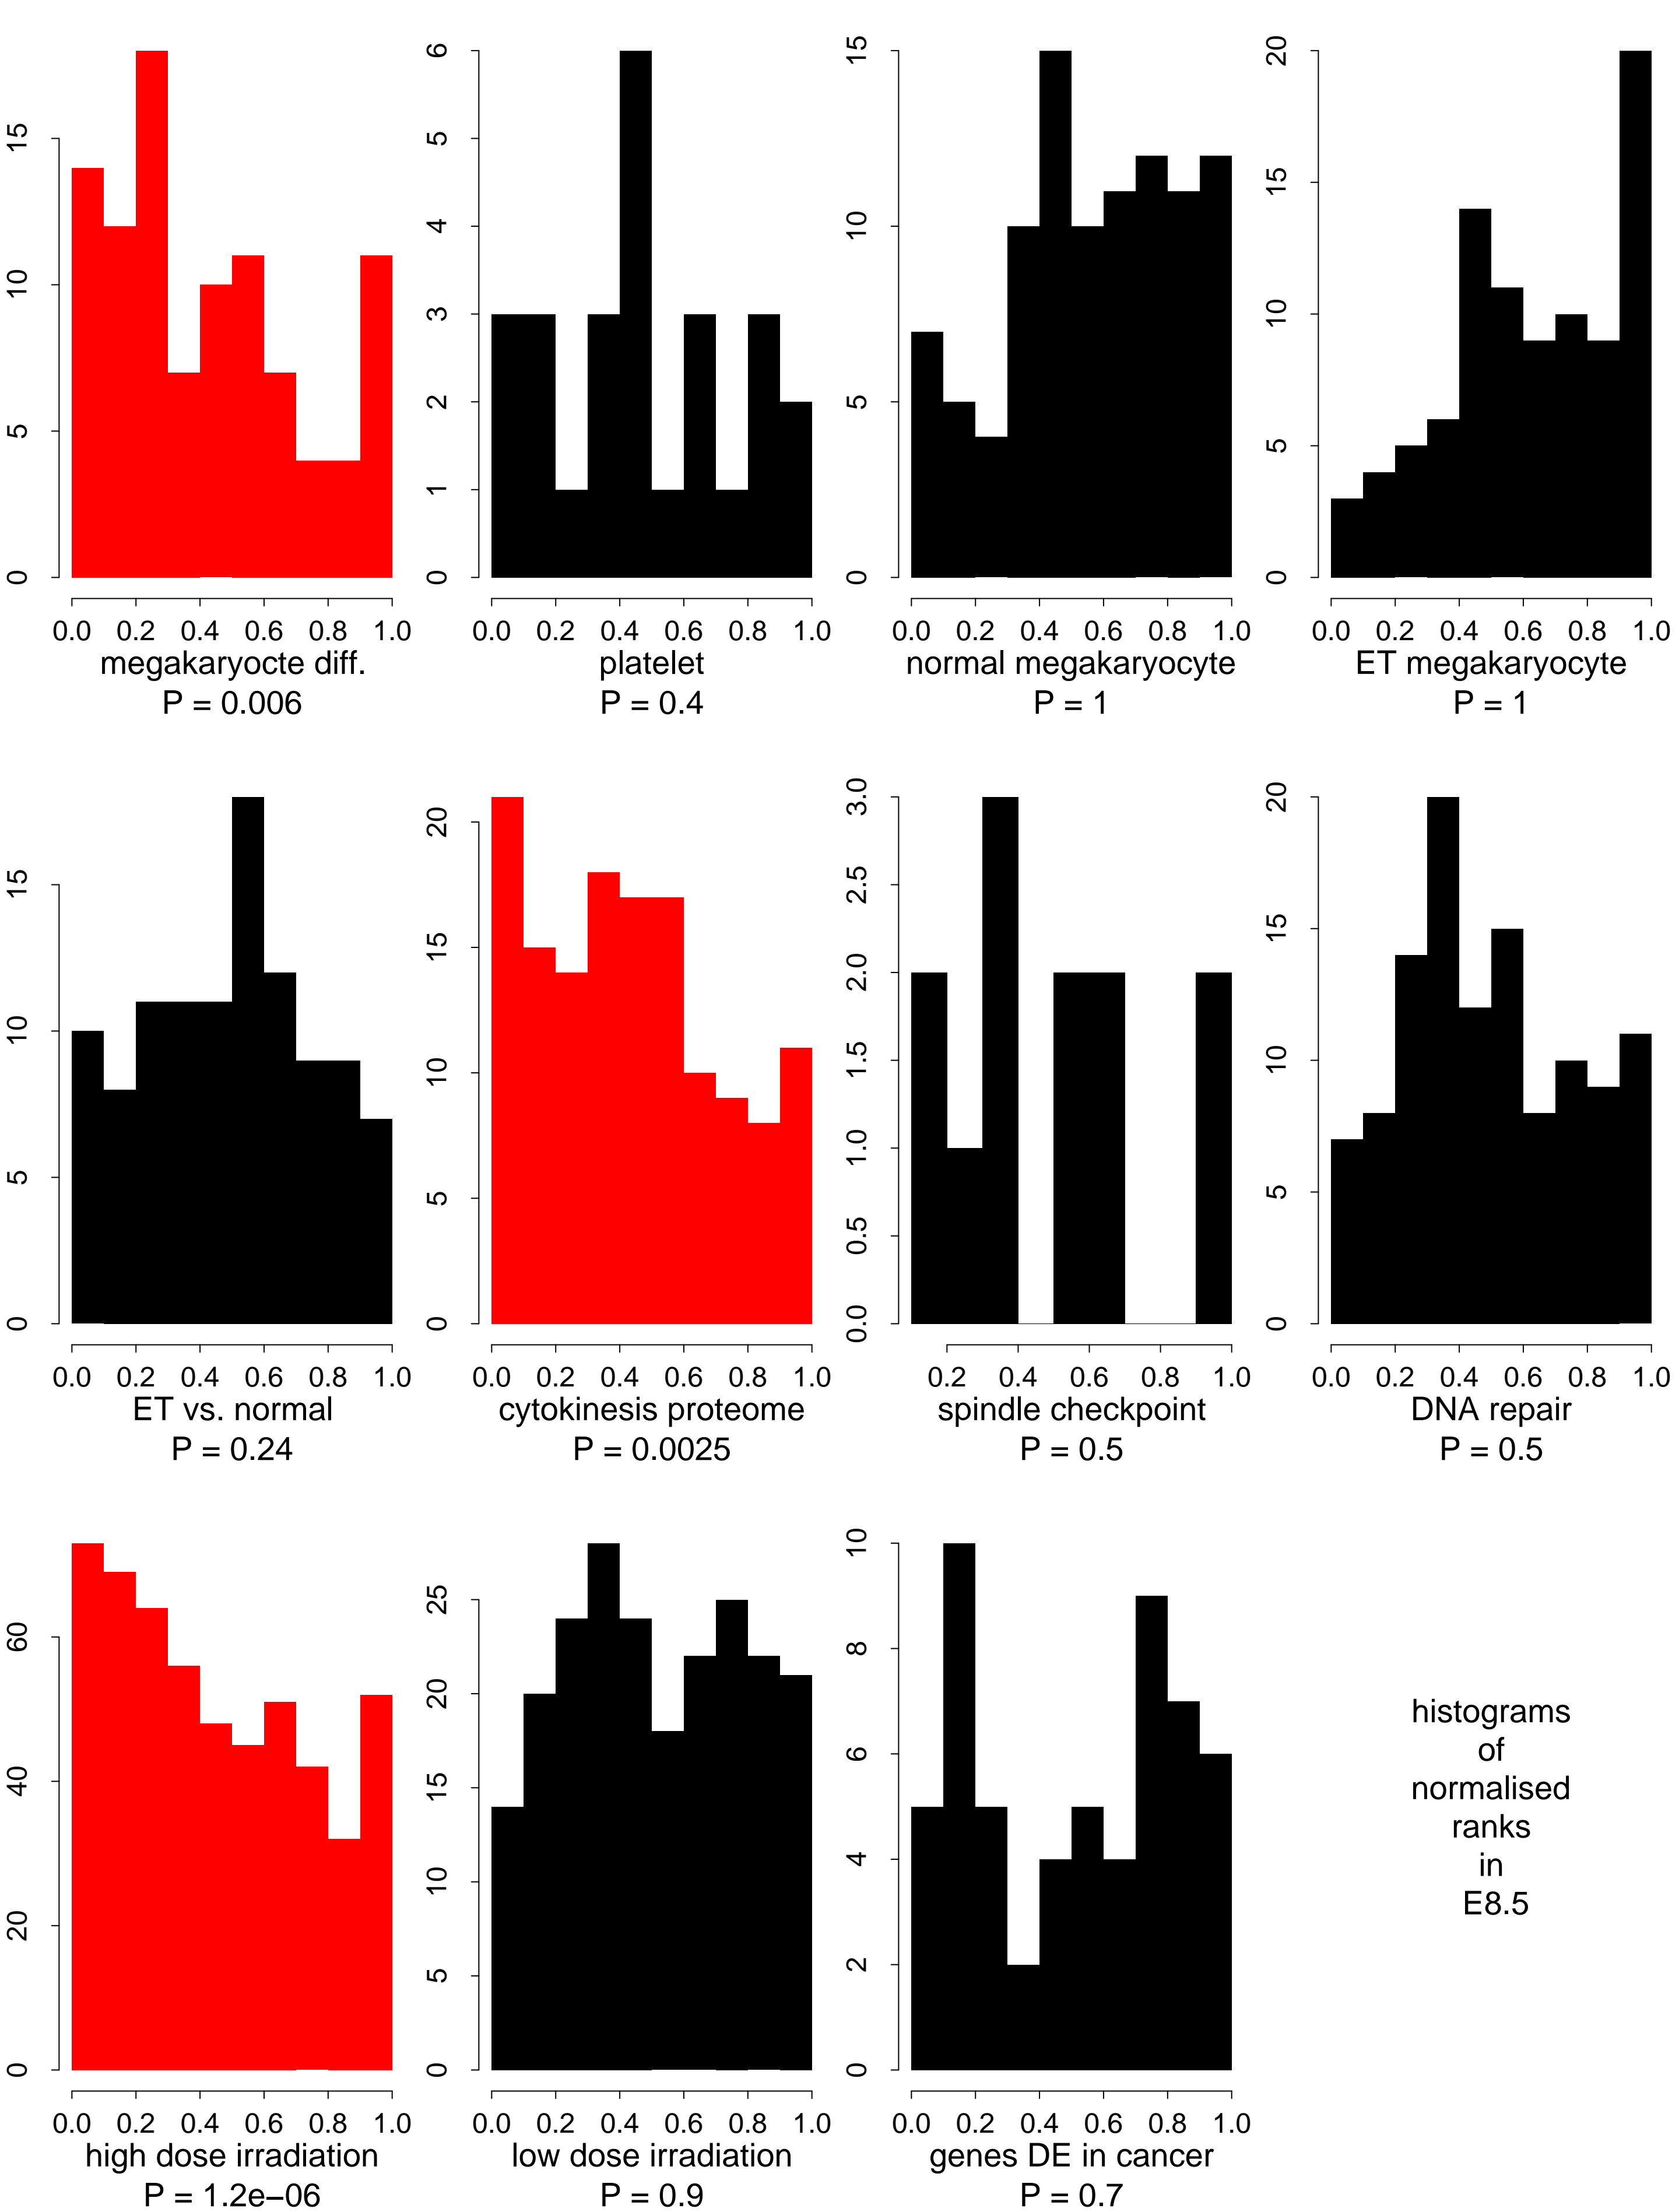 15
10
5
0
0.0 0.2 0.4 0.6 0.8 1.0
megakaryocte diff.
P = 0.006
6
5
4
3
2
1
0
0.0 0.2 0.4 0.6 0.8 1.0
platelet
P = 0.4
15
10
5
0
0.0 0.2 0.4 0.6 0.8 1.0
normal megakaryocyte
P = 1
20
15
10
5
0
0.0 0.2 0.4 0.6 0.8 1.0
ET megakaryocyte
P = 1
15
10
5
0
0.0 0.2 0.4 0.6 0.8 1.0
ET vs. normal
P = 0.24
20
15
10
5
0
0.0 0.2 0.4 0.6 0.8 1.0
cytokinesis proteome
P = 0.0025
3.0
2.5
2.0
1.5
1.0
0.5
0.0
0.2 0.4 0.6 0.8 1.0
spindle checkpoint
P = 0.5
20
15
10
5
0
0.0 0.2 0.4 0.6 0.8 1.0
DNA repair
P = 0.5
60
40
20
0
0.0 0.2 0.4 0.6 0.8 1.0
high dose irradiation
P = 1.2e−06
25
20
15
10
5
0
0.0 0.2 0.4 0.6 0.8 1.0
low dose irradiation
P = 0.9
10
8
6
4
2
0
0.0 0.2 0.4 0.6 0.8 1.0
genes DE in cancer
P = 0.7
histograms
of
normalised
ranks
in
E8.5